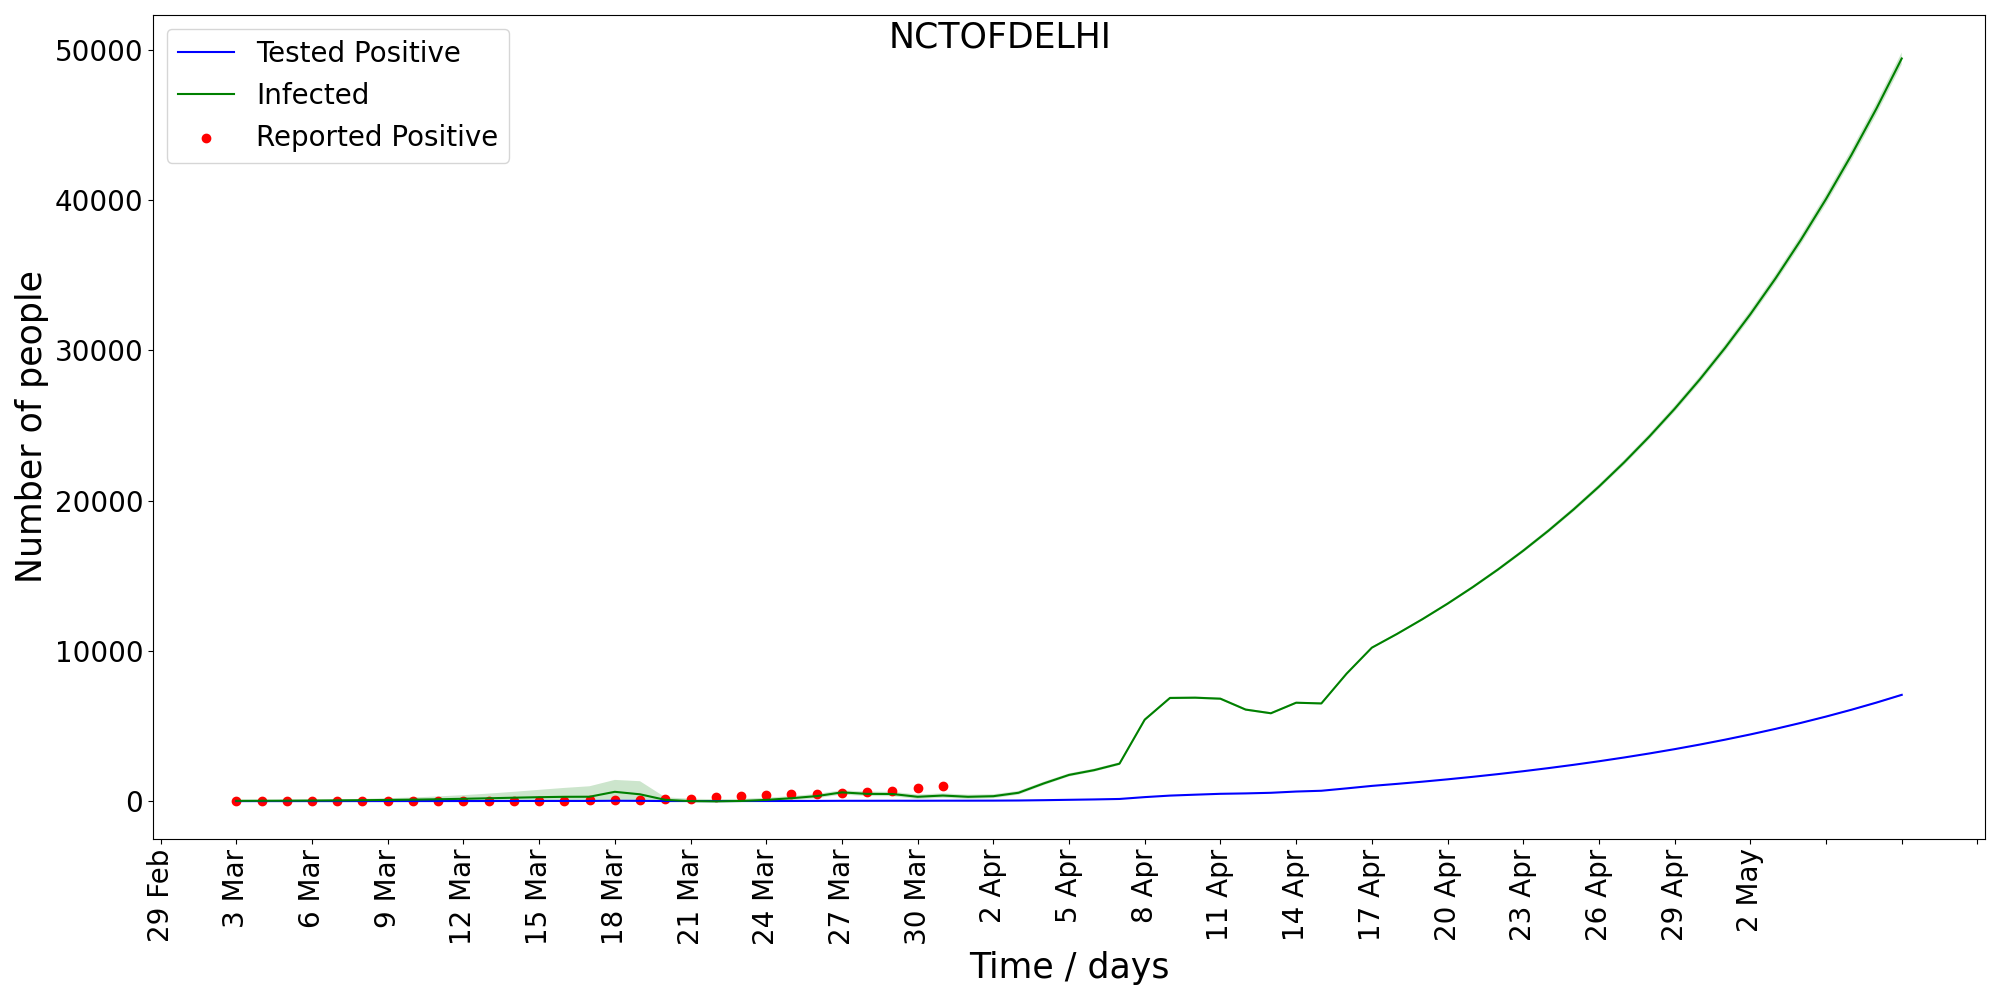 NCTOFDELHI
Tested Positive
Infected
Reported Positive
Number of people
50000
40000
30000
20000
10000
0
29 Feb
3 Mar
6 Mar
9 Mar
12 Mar
15 Mar
18 Mar
21 Mar
24 Mar
27 Mar
30 Mar
2 Apr
5 Apr
8 Apr
11 Apr
14 Apr
17 Apr
20 Apr
23 Apr
26 Apr
29 Apr
2 May
Time / days